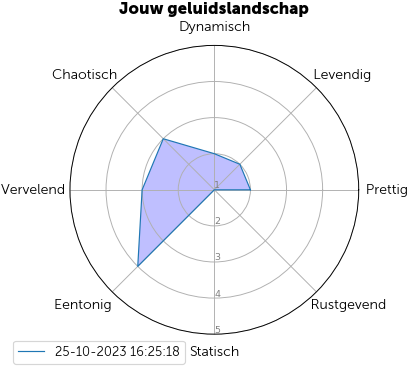 Jouw geluidslandschap
Dynamisch
Chaotisch
Levendig
Vervelend
1
Prettig
2
3
4
Eentonig
Rustgevend
5
25-10-2023 16:25:18
Statisch